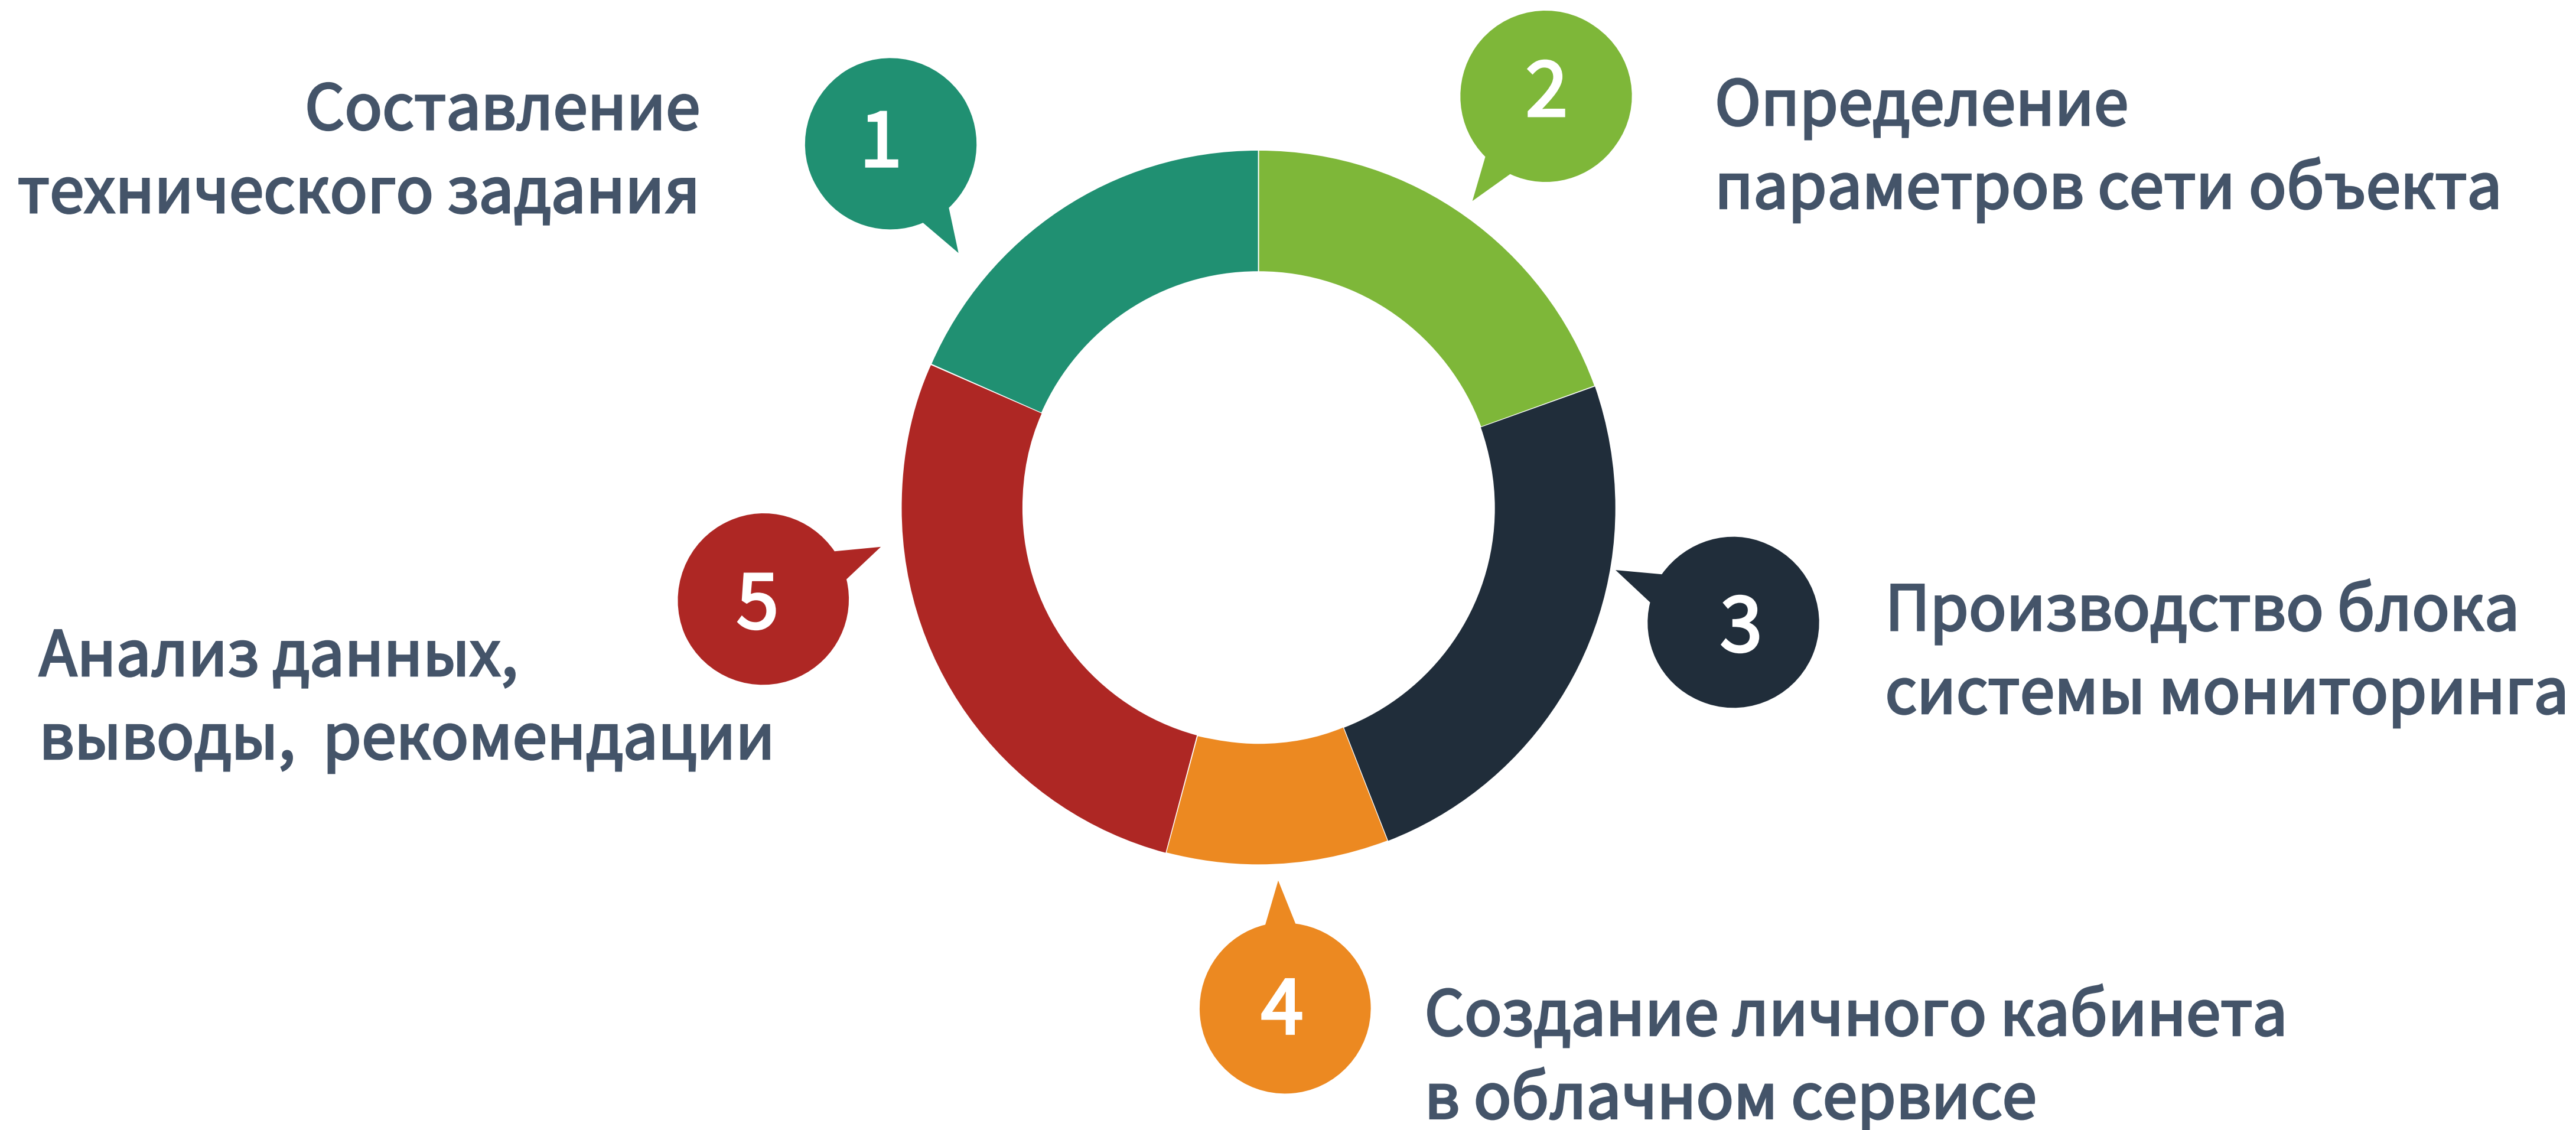 1
Составление
технического задания
2
Определение
параметров сети объекта
3
Производство блока
системы мониторинга
4
Создание личного кабинета
в облачном сервисе
5
Анализ данных,
выводы,  рекомендации